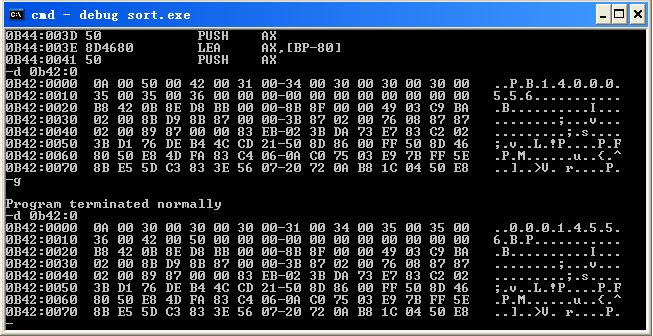 cmd - debug sort.exe
0B44:003D 50            PUSH    AX
0B44:003E 8D4680        LEA     AX,[BP-80]
0B44:0041 50            PUSH    AX
-d 0b42:0
0B42:0000  0A 00 50 00 42 00 31 00-34 00 30 00 30 00 30 00   ..P.B.1.4.0.0.0.
0B42:0010  35 00 35 00 36 00 00 00-00 00 00 00 00 00 00 00   5.5.6...........
0B42:0020  B8 42 0B 8E D8 BB 00 00-8B 8F 00 00 49 03 C9 BA   .B..........I...
0B42:0030  02 00 8B D9 8B 87 00 00-3B 87 02 00 76 08 87 87   ........;...v...
0B42:0040  02 00 89 87 00 00 83 EB-02 3B DA 73 E7 83 C2 02   .........;.s....
0B42:0050  3B D1 76 DE B4 4C CD 21-50 8D 86 00 FF 50 8D 46   ;.v..L.!P....P.F
0B42:0060  80 50 E8 4D FA 83 C4 06-0A C0 75 03 E9 7B FF 5E   .P.M......u..{.^
0B42:0070  8B E5 5D C3 83 3E 56 07-20 72 0A B8 1C 04 50 E8   ..]..>V. r....P.
-g

Program terminated normally
-d 0b42:0
0B42:0000  0A 00 30 00 30 00 30 00-31 00 34 00 35 00 35 00   ..0.0.0.1.4.5.5.
0B42:0010  36 00 42 00 50 00 00 00-00 00 00 00 00 00 00 00   6.B.P...........
0B42:0020  B8 42 0B 8E D8 BB 00 00-8B 8F 00 00 49 03 C9 BA   .B..........I...
0B42:0030  02 00 8B D9 8B 87 00 00-3B 87 02 00 76 08 87 87   ........;...v...
0B42:0040  02 00 89 87 00 00 83 EB-02 3B DA 73 E7 83 C2 02   .........;.s....
0B42:0050  3B D1 76 DE B4 4C CD 21-50 8D 86 00 FF 50 8D 46   ;.v..L.!P....P.F
0B42:0060  80 50 E8 4D FA 83 C4 06-0A C0 75 03 E9 7B FF 5E   .P.M......u..{.^
0B42:0070  8B E5 5D C3 83 3E 56 07-20 72 0A B8 1C 04 50 E8   ..]..>V. r....P.
-